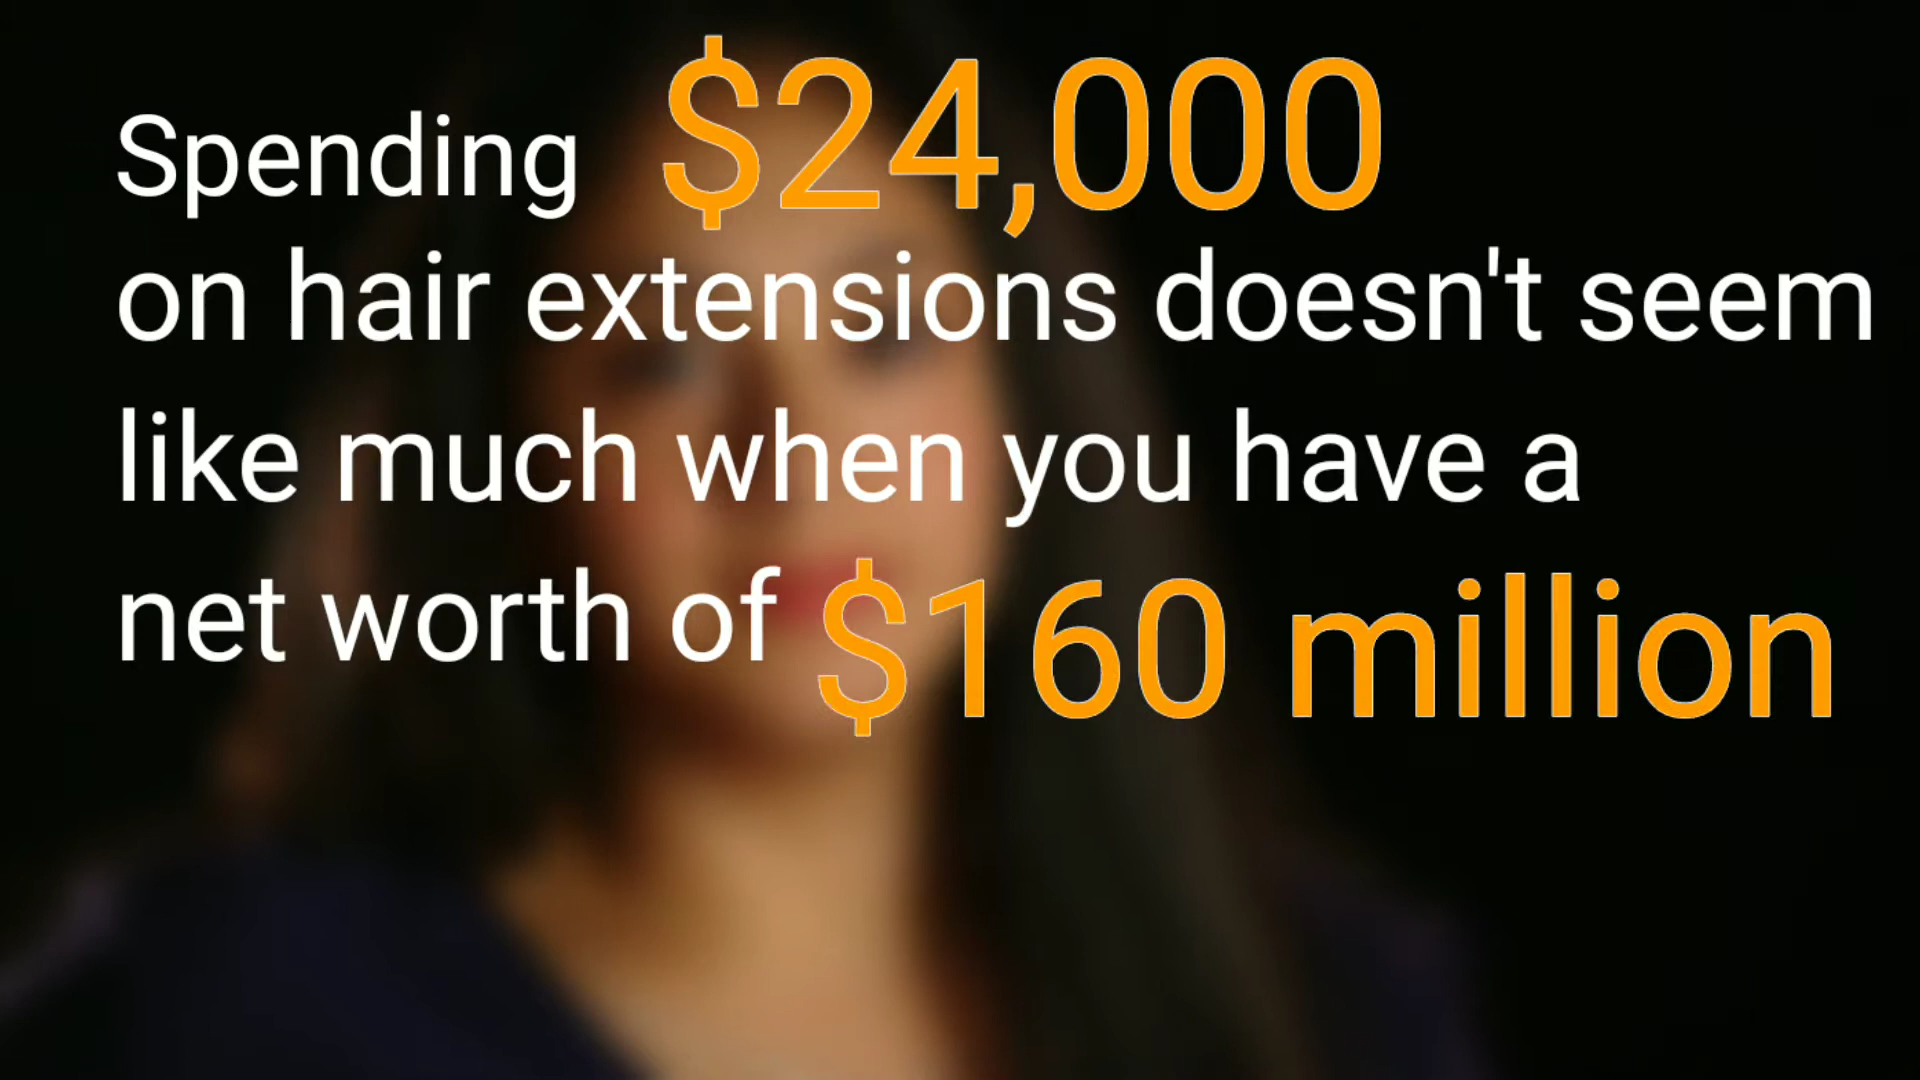 Spending $24,000
on hair extensions doesn't seem
like much when you have a
net worth of $160 million